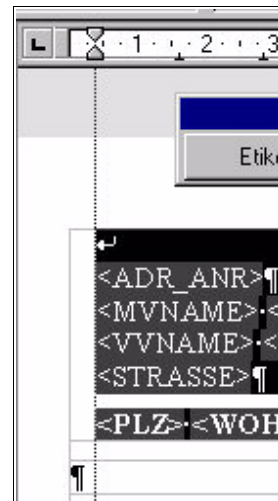 1 · 2 · 3
Etik
↵
<ADR_ANR>¶
<MVNAME>·<
<VVNAME>·<
<STRASSE>¶
<PLZ>·<WOH
¶